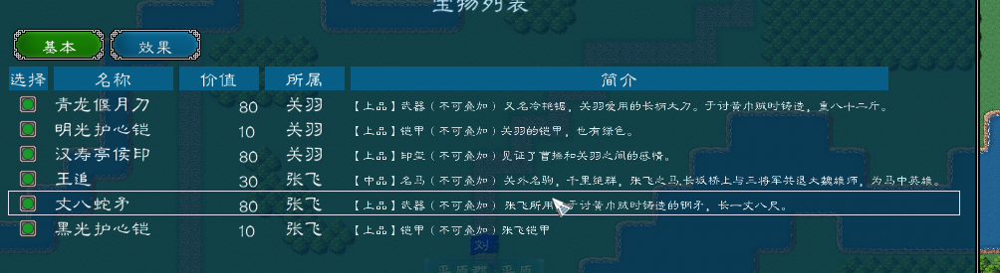 宝物列表
基本 效果
选择 名称 价值 所属 简介
青龙偃月刀 80 关羽 【上品】武器（不可叠加）又名冷艳锯，关羽爱用的长柄大刀。于讨黄巾贼时铸造，重八十二斤。
明光护心铠 10 关羽 【上品】铠甲（不可叠加）关羽的铠甲，也有绿色。
汉寿亭侯印 80 关羽 【上品】印玺（不可叠加）见证了曹操和关羽之间的感情。
王追 30 张飞 【中品】名马（不可叠加）关外名驹，千里绝群，张飞之马，长坂桥上与三将军共退大魏雄师，为马中英雄。
丈八蛇矛 80 张飞 【上品】武器（不可叠加）张飞所用 于讨黄巾贼时铸造的钢矛，长一丈八尺。
黑光护心铠 10 张飞 【上品】铠甲（不可叠加）张飞铠甲
刘
平原郡 平原